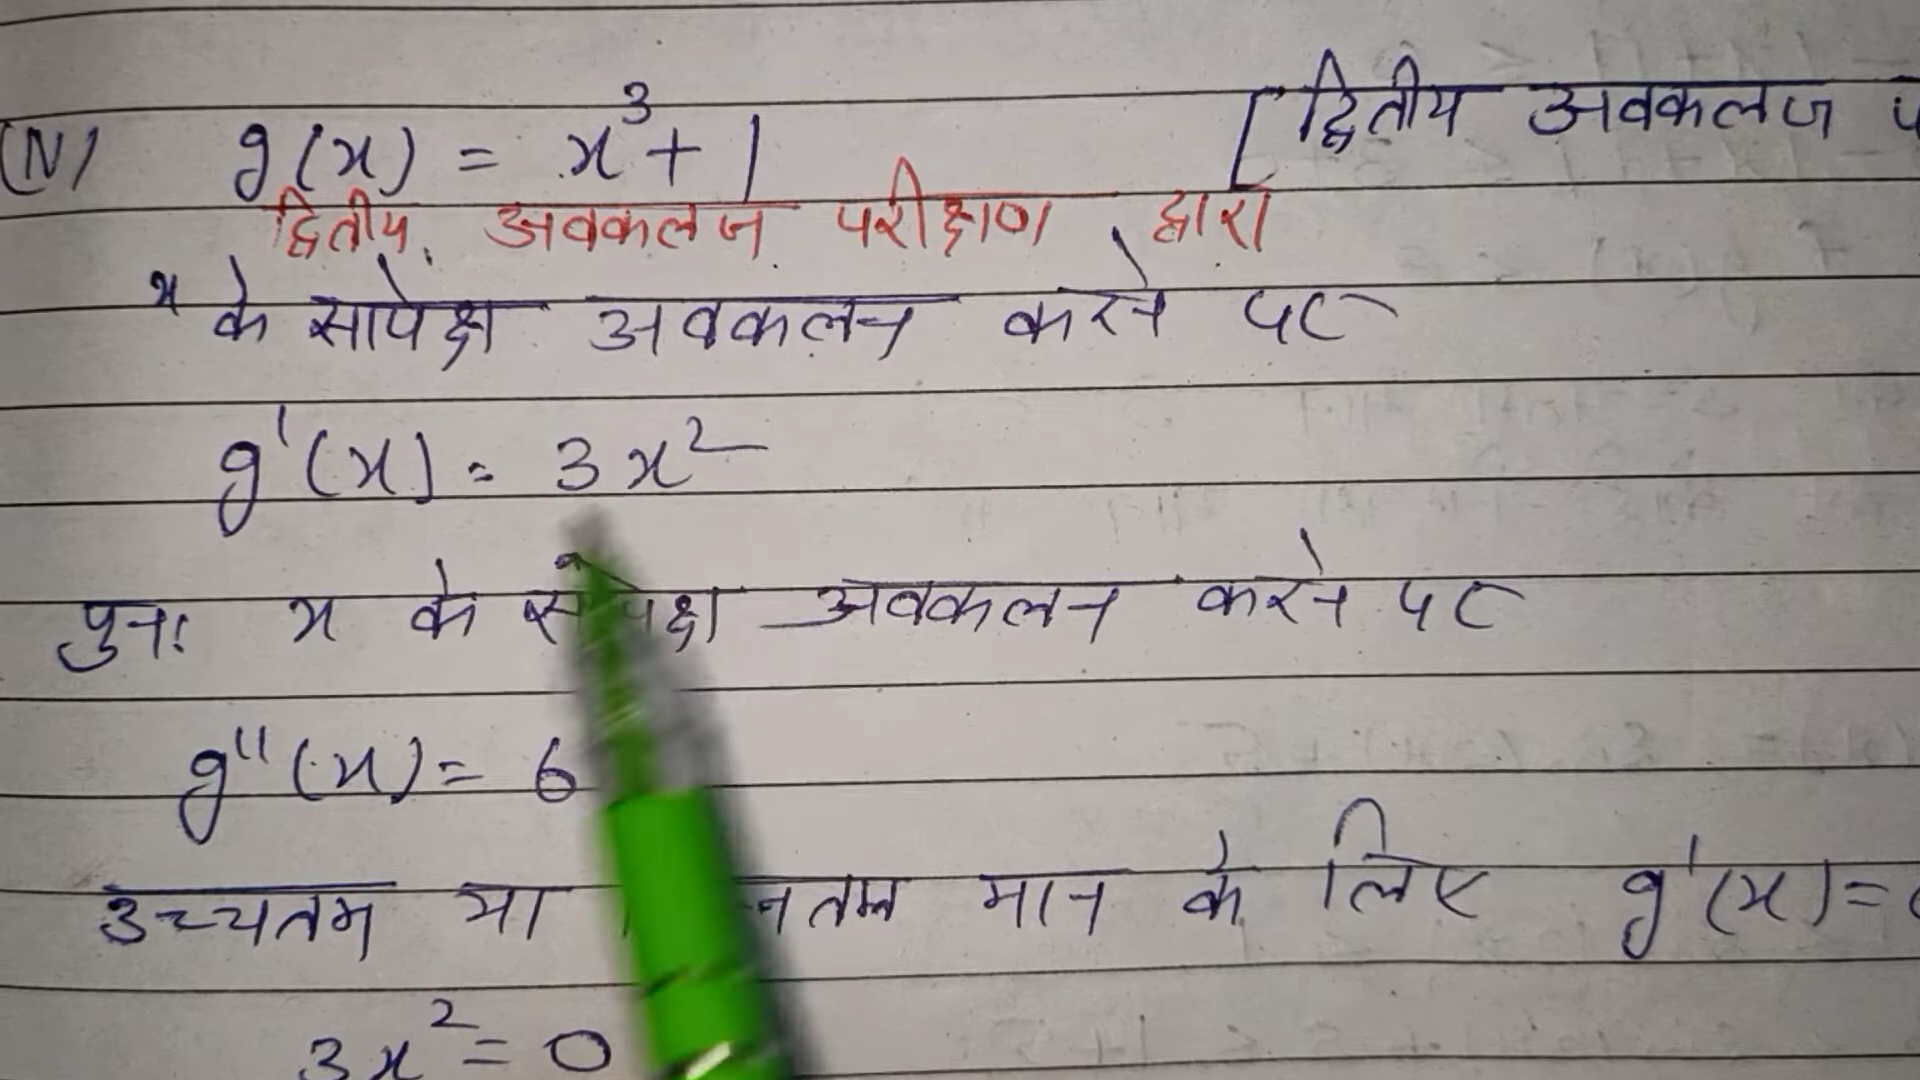 (IV) g(x) = x³ + 1 [द्वितीय अवकलज
द्वितीय अवकलज परीक्षण द्वारा
x के सापेक्ष अवकलन करने पर
g'(x) = 3x²
पुनः x के सापेक्ष अवकलन करने पर
g''(x) = 6
उच्चतम या मान के लिए g'(x) =
3x² = 0